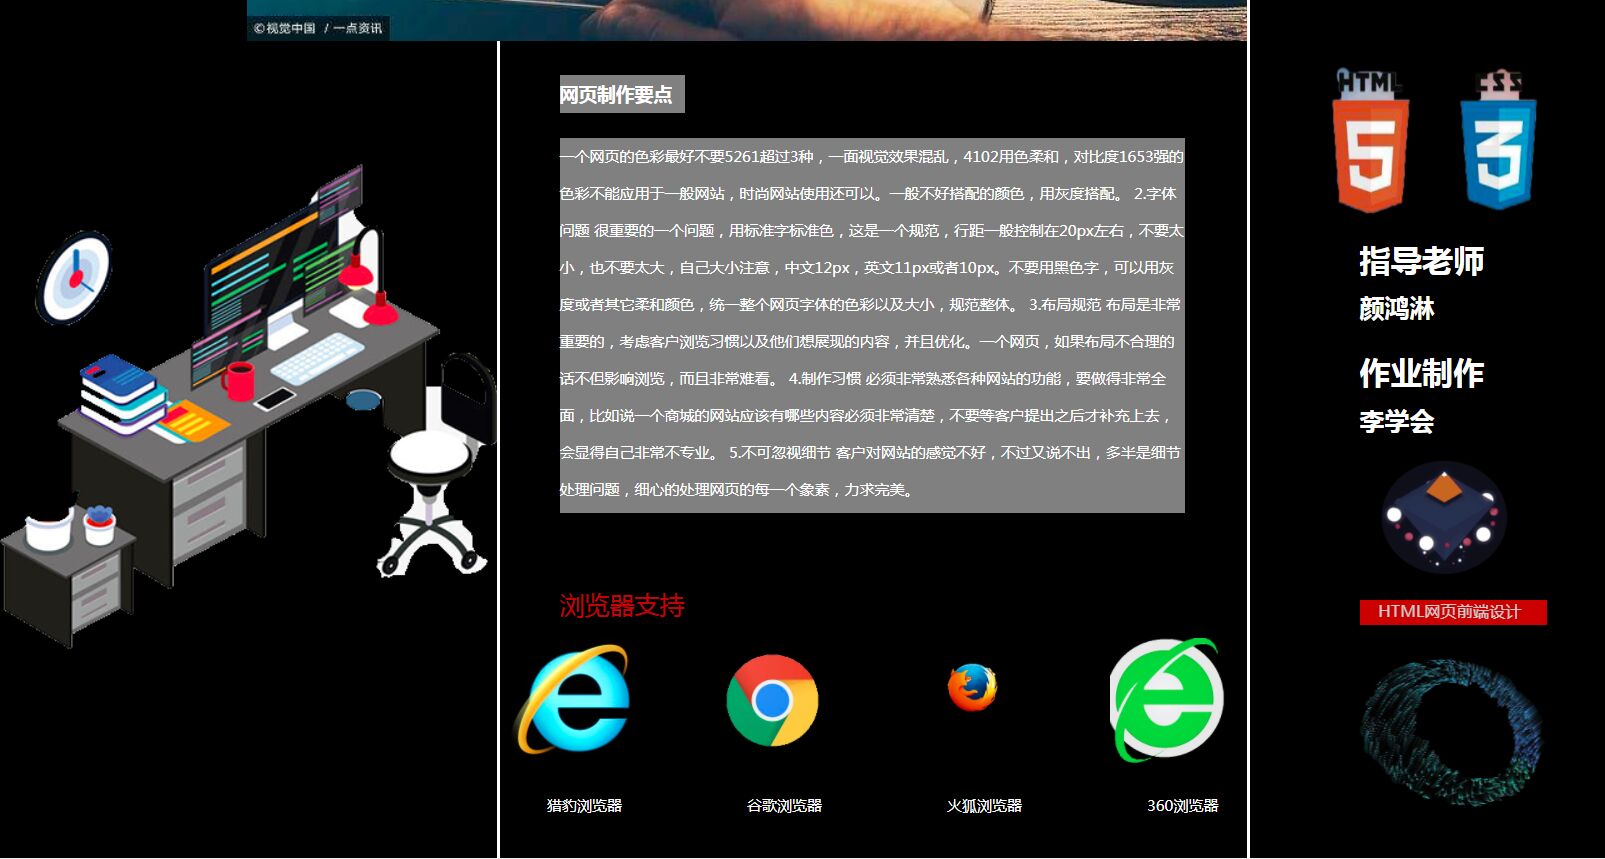 ©视觉中国 / 一点资讯
网页制作要点
一个网页的色彩最好不要5261超过3种，一面视觉效果混乱，4102用色柔和，对比度1653强的
色彩不能应用于一般网站，时尚网站使用还可以。一般不好搭配的颜色，用灰度搭配。 2.字体
问题 很重要的一个问题，用标准字标准色，这是一个规范，行距一般控制在20px左右，不要太
小，也不要太大，自己大小注意，中文12px，英文11px或者10px。不要用黑色字，可以用灰
度或者其它柔和颜色，统一整个网页字体的色彩以及大小，规范整体。 3.布局规范 布局是非常
重要的，考虑客户浏览习惯以及他们想展现的内容，并且优化。一个网页，如果布局不合理的
话不但影响浏览，而且非常难看。 4.制作习惯 必须非常熟悉各种网站的功能，要做得非常全
面，比如说一个商城的网站应该有哪些内容必须非常清楚，不要等客户提出之后才补充上去，
会显得自己非常不专业。 5.不可忽视细节 客户对网站的感觉不好，不过又说不出，多半是细节
处理问题，细心的处理网页的每一个象素，力求完美。
浏览器支持
猎豹浏览器
谷歌浏览器
火狐浏览器
360浏览器
HTML
5
CSS
3
指导老师
颜鸿淋
作业制作
李学会
HTML网页前端设计